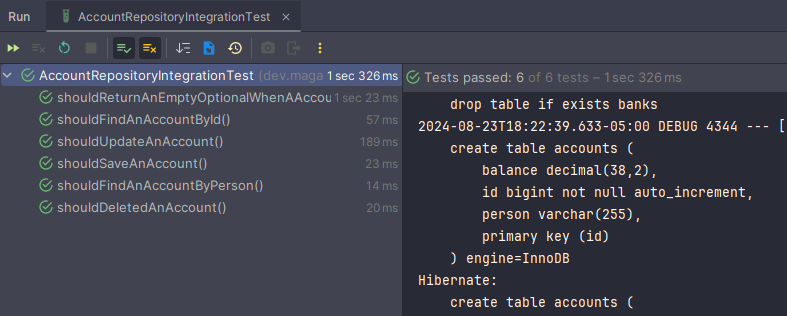 Run AccountRepositoryIntegrationTest
AccountRepositoryIntegrationTest (dev.maga 1 sec 326 ms
shouldReturnAnEmptyOptionalWhenAAccou 1 sec 23 ms
shouldFindAnAccountById() 57 ms
shouldUpdateAnAccount() 189 ms
shouldSaveAnAccount() 23 ms
shouldFindAnAccountByPerson() 14 ms
shouldDeletedAnAccount() 20 ms
Tests passed: 6 of 6 tests – 1 sec 326 ms
drop table if exists banks
2024-08-23T18:22:39.633-05:00 DEBUG 4344 --- [
create table accounts (
balance decimal(38,2),
id bigint not null auto_increment,
person varchar(255),
primary key (id)
) engine=InnoDB
Hibernate:
create table accounts (